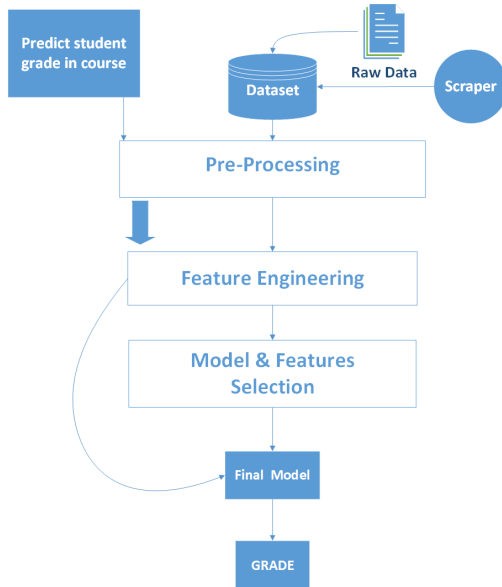 Predict student
grade in course
Dataset
Raw Data
Scraper
Pre-Processing
Feature Engineering
Model & Features
Selection
Final Model
GRADE